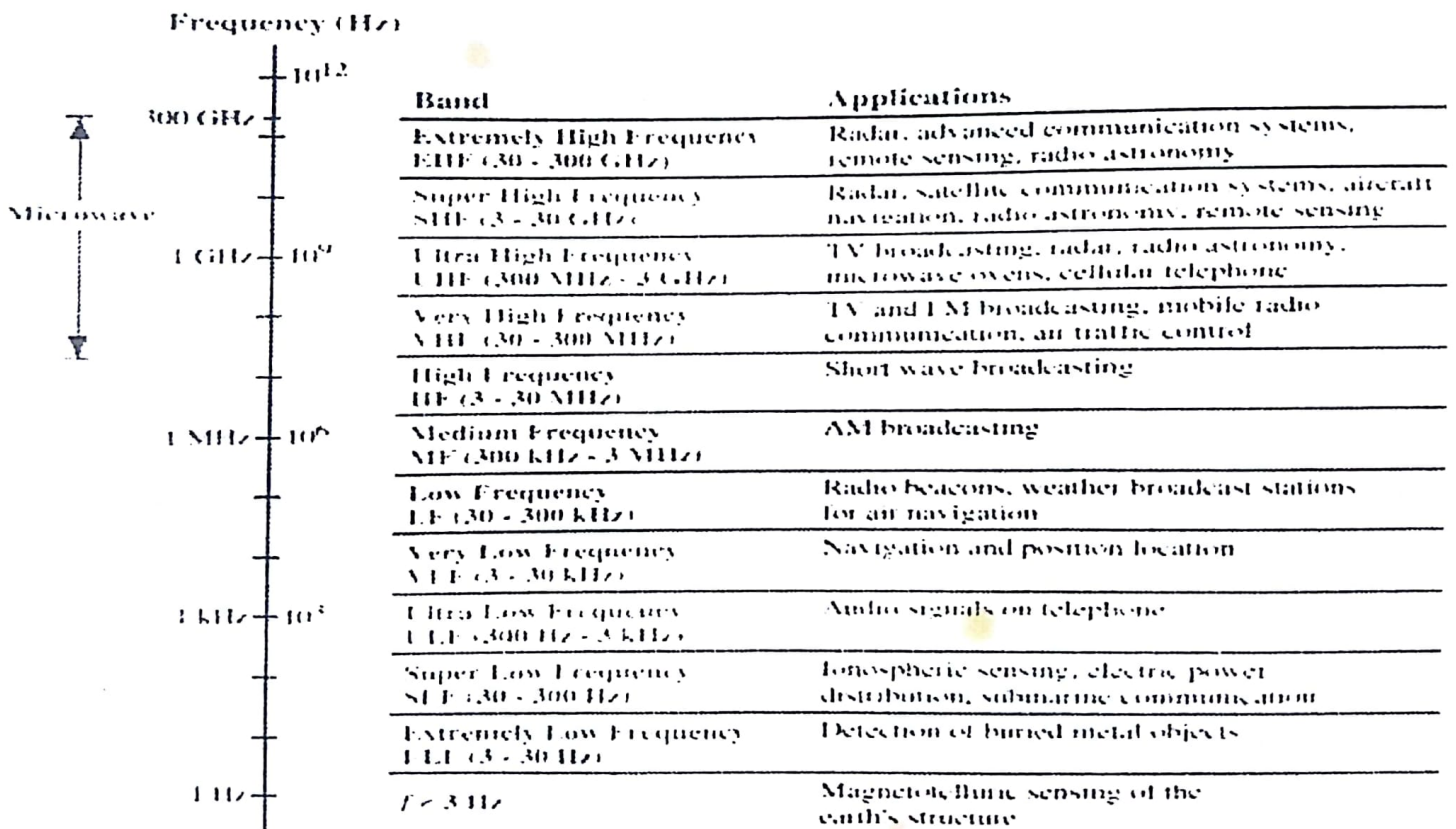 Frequency (Hz)
10^12
Band Applications
300 GHz
Extremely High Frequency Radar, advanced communication systems,
EHF (30 - 300 GHz) remote sensing, radio astronomy
Super High Frequency Radar, satellite communication systems, aircraft
SHF (3 - 30 GHz) navigation, radio astronomy, remote sensing
Microwave
1 GHz 10^9
Ultra High Frequency TV broadcasting, radar, radio astronomy,
UHF (300 MHz - 3 GHz) microwave ovens, cellular telephone
Very High Frequency TV and FM broadcasting, mobile radio
VHF (30 - 300 MHz) communication, air traffic control
High Frequency Short wave broadcasting
HF (3 - 30 MHz)
1 MHz 10^6
Medium Frequency AM broadcasting
MF (300 kHz - 3 MHz)
Low Frequency Radio beacons, weather broadcast stations
LF (30 - 300 kHz) for air navigation
Very Low Frequency Navigation and position location
VLF (3 - 30 kHz)
1 kHz 10^3
Ultra Low Frequency Audio signals on telephone
ULF (300 Hz - 3 kHz)
Super Low Frequency Ionospheric sensing, electric power
SLF (30 - 300 Hz) distribution, submarine communication
Extremely Low Frequency Detection of buried metal objects
ELF (3 - 30 Hz)
1 Hz
f < 3 Hz Magnetotelluric sensing of the
earth's structure